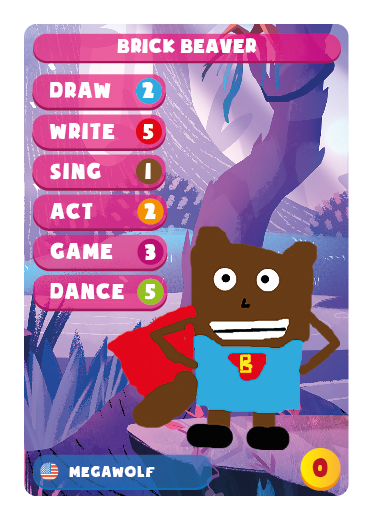 BRICK BEAVER
DRAW 2
WRITE 5
SING 1
ACT 2
GAME 3
DANCE 5
B
MEGAWOLF
0